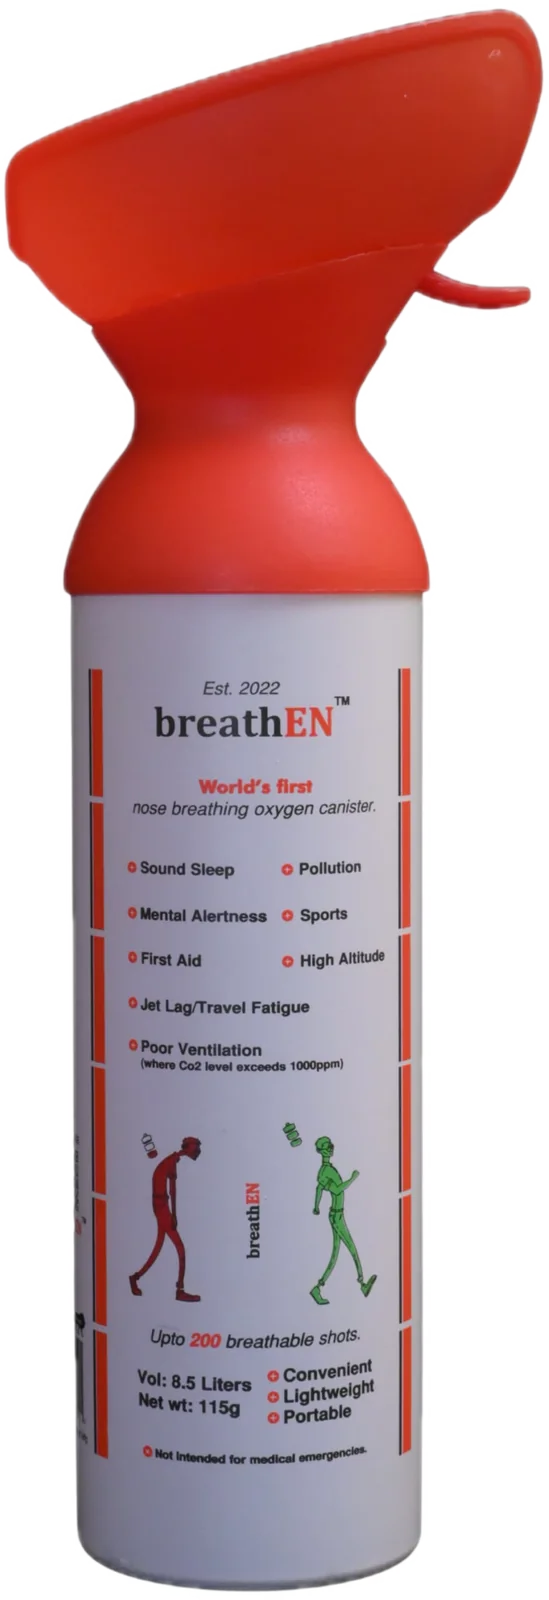 Est. 2022
breathEN™
World's first
nose breathing oxygen canister.
Sound Sleep
Pollution
Mental Alertness
Sports
First Aid
High Altitude
Jet Lag/Travel Fatigue
Poor Ventilation
(where Co2 level exceeds 1000ppm)
breathEN
Upto 200 breathable shots.
Vol: 8.5 Liters
Net wt: 115g
Convenient
Lightweight
Portable
Not intended for medical emergencies.